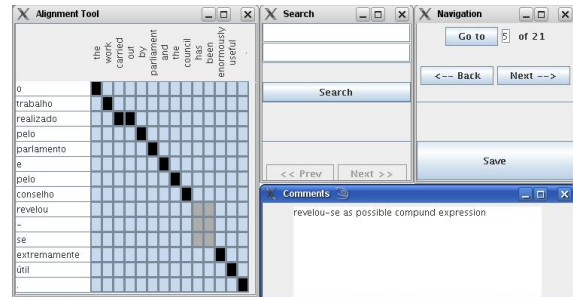 Alignment Tool
the
work
carried
out
by
parliament
and
the
council
has
been
enormously
useful
.
o
trabalho
realizado
pelo
parlamento
e
pelo
conselho
revelou
-
se
extremamente
útil
.
Search
Search
<< Prev Next >>
Navigation
Go to 5 of 21
<-- Back Next -->
Save
Comments
revelou-se as possible compund expression